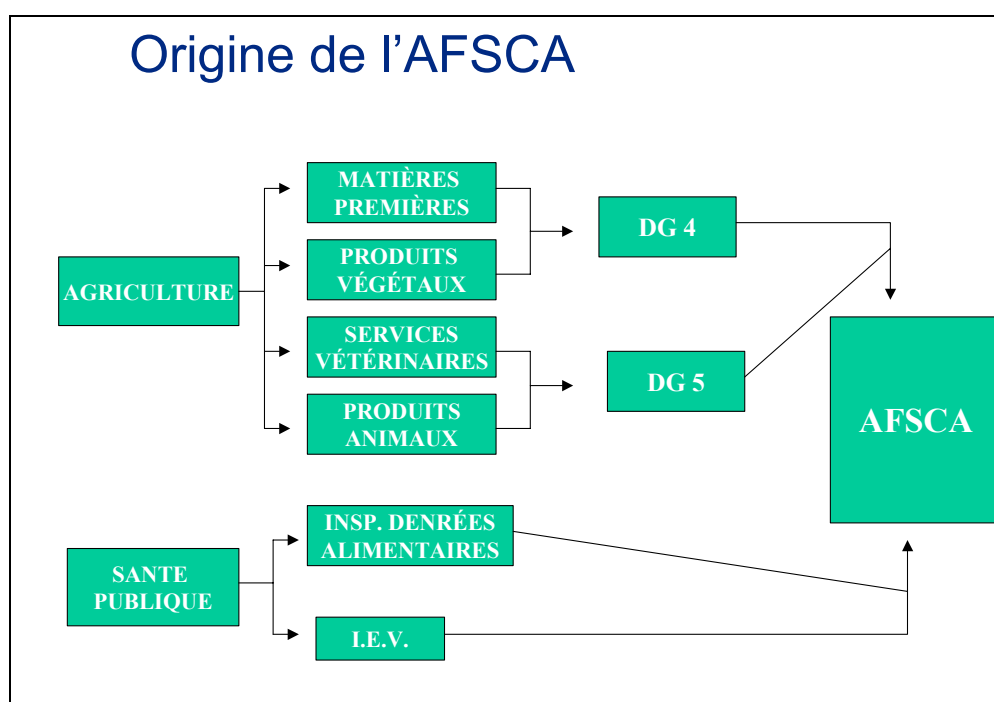 Origine de l’AFSCA
MATIÈRES
PREMIÈRES
DG 4
PRODUITS
VÉGÉTAUX
AGRICULTURE
SERVICES
VÉTÉRINAIRES
DG 5
PRODUITS
ANIMAUX
AFSCA
INSP. DENRÉES
ALIMENTAIRES
SANTE
PUBLIQUE
I.E.V.